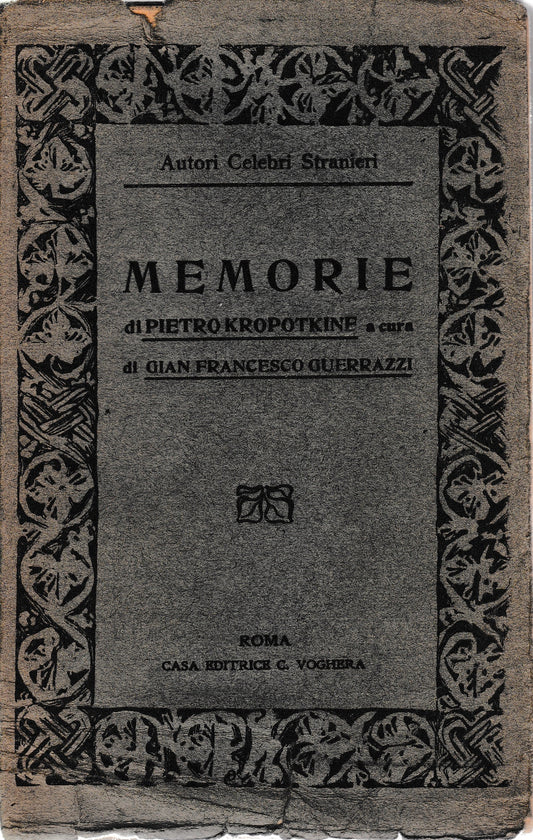 Autori Celebri Stranieri
MEMORIE
di PIETRO KROPOTKINE a cura
di GIAN FRANCESCO GUERRAZZI
ROMA
CASA EDITRICE C. VOGHERA